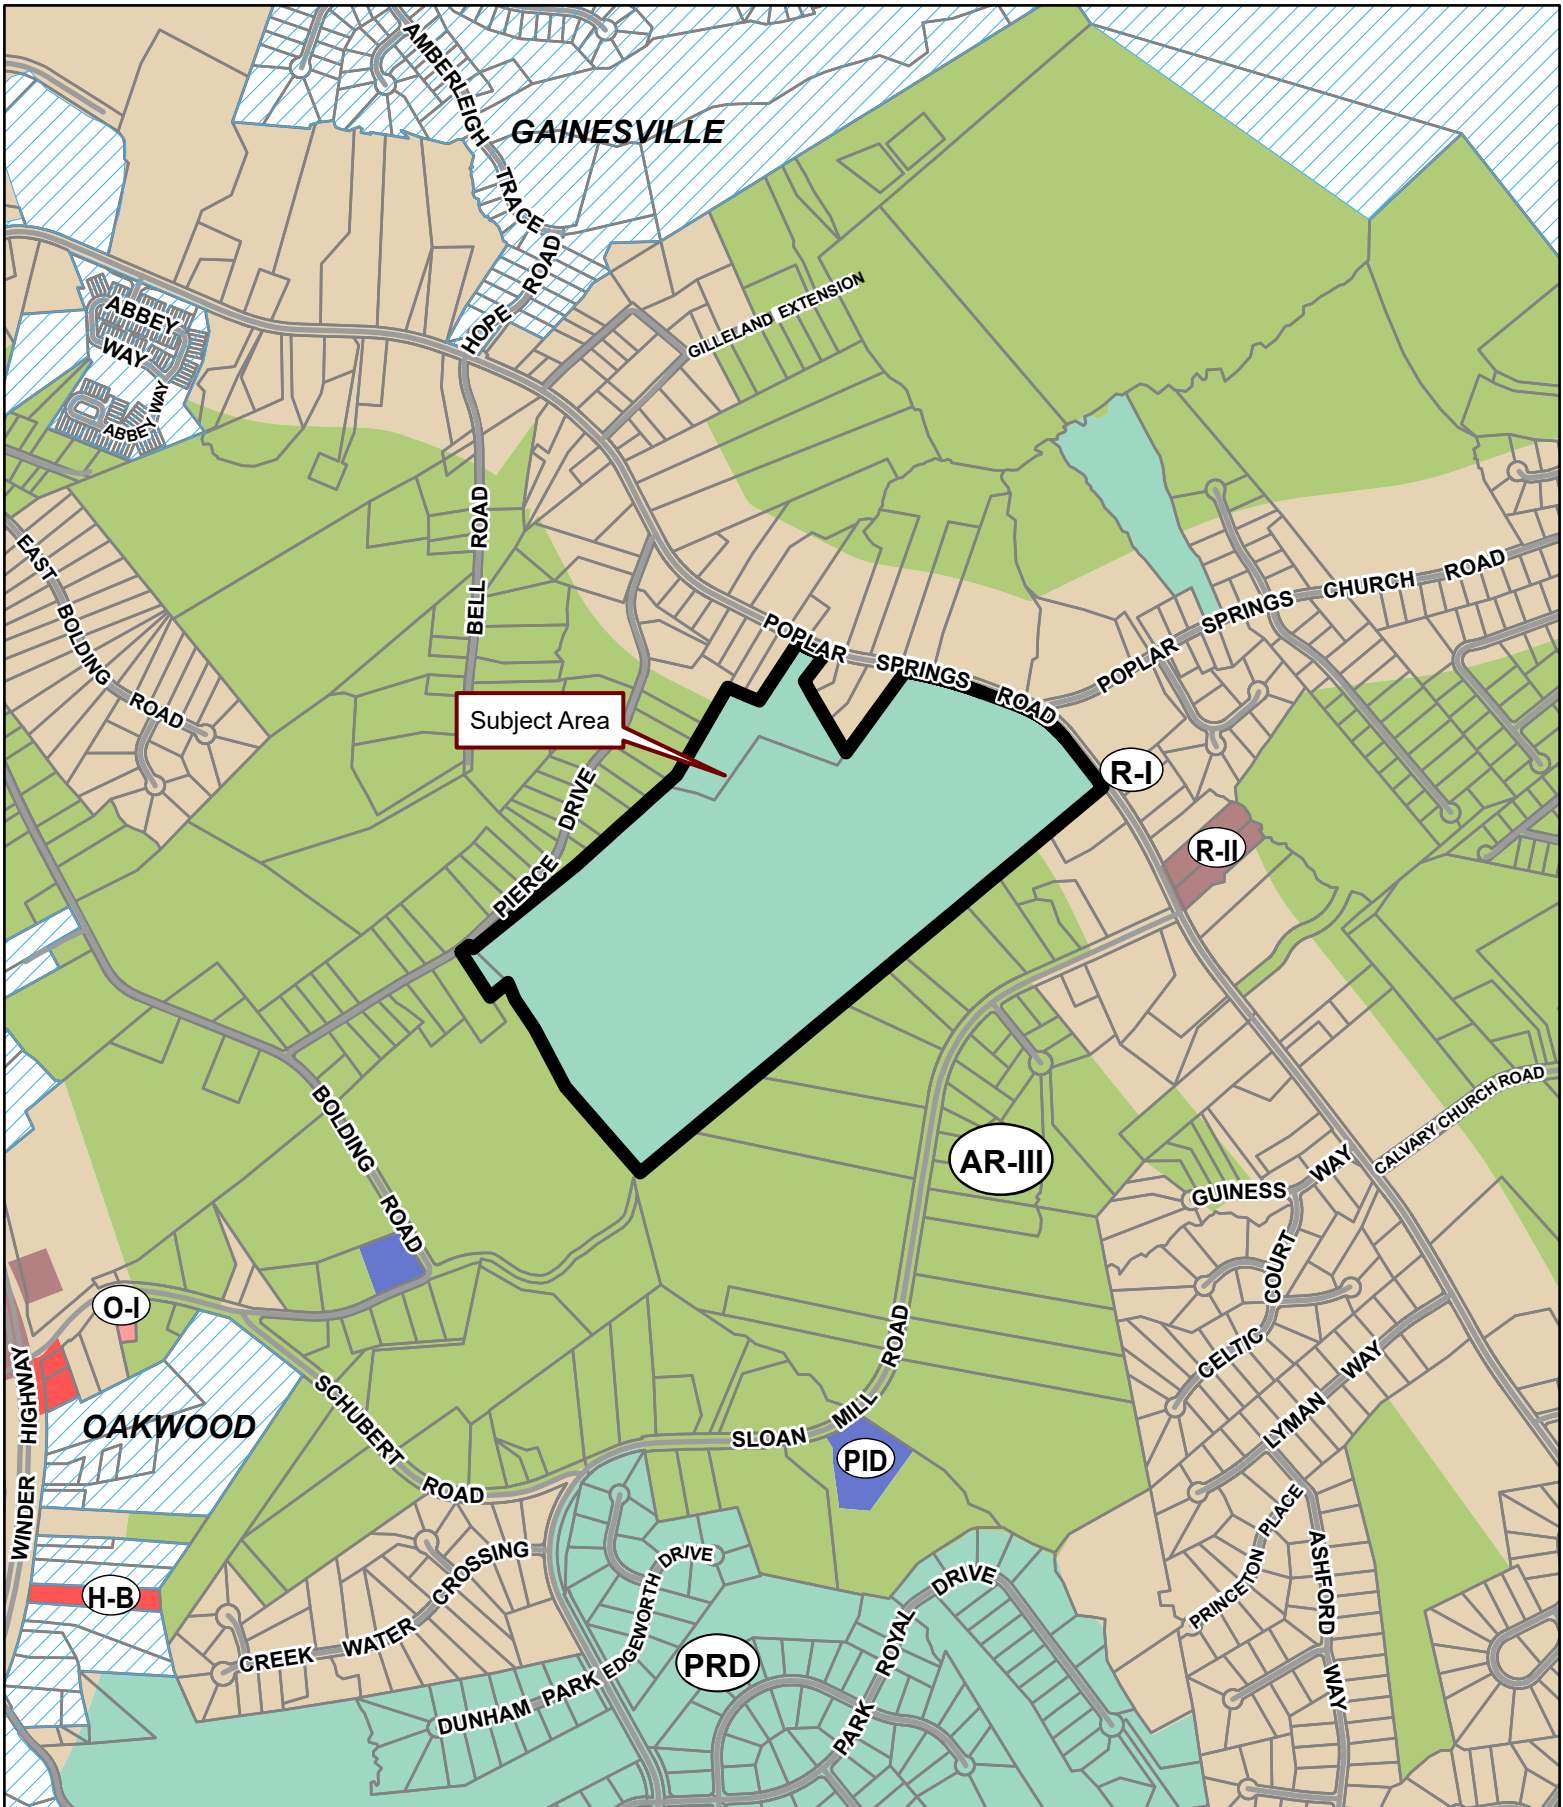 AMBERLEIGH TRACE
GAINESVILLE
HOPE ROAD
ABBEY
WAY
ABBEY WAY
GILLELAND EXTENSION
BELL ROAD
EAST BOLDING ROAD
POPLAR SPRINGS CHURCH ROAD
POPLAR SPRINGS ROAD
Subject Area
R-I
R-II
PIERCE DRIVE
BOLDING ROAD
AR-III
CALVARY CHURCH ROAD
GUINESS WAY
CELTIC COURT
O-I
WINDER HIGHWAY
OAKWOOD
SCHUBERT ROAD
SLOAN MILL ROAD
PID
LYMAN WAY
PRINCETON PLACE
ASHFORD WAY
H-B
CREEK WATER CROSSING
EDGEWORTH DRIVE
DUNHAM PARK
PRD
PARK ROYAL DRIVE